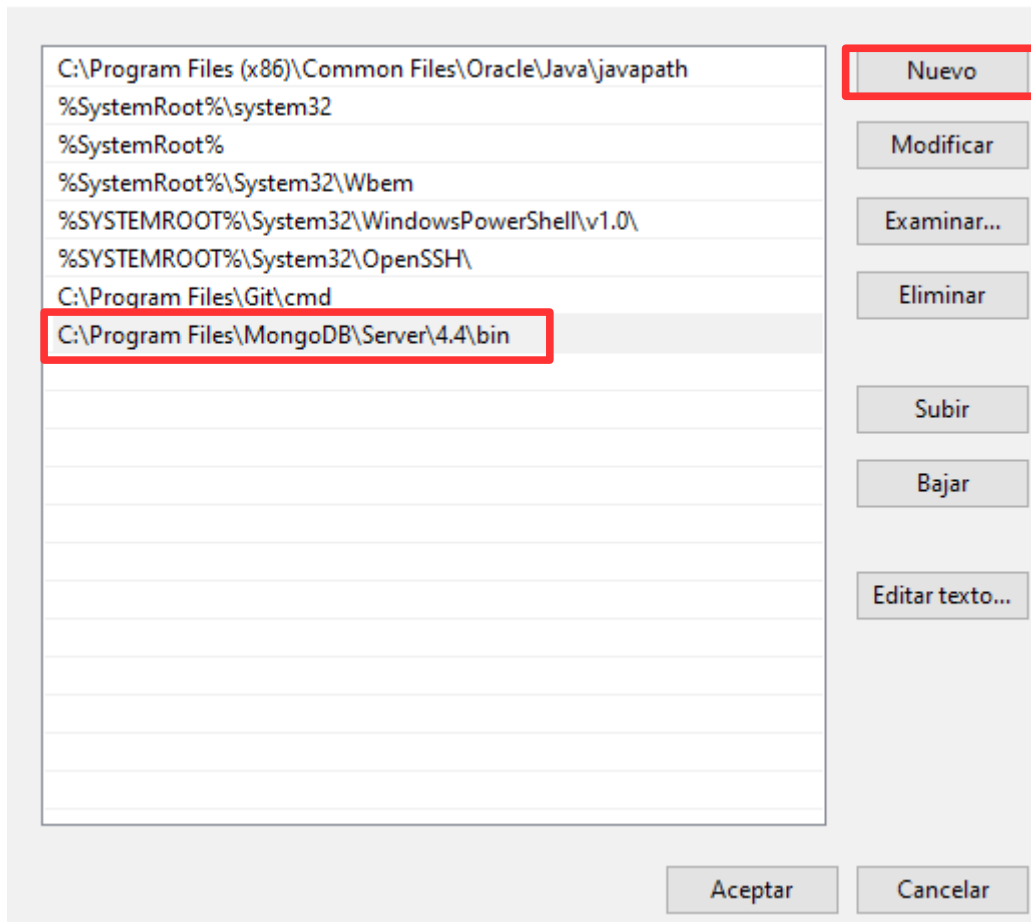 C:\Program Files (x86)\Common Files\Oracle\Java\javapath
%SystemRoot%\system32
%SystemRoot%
%SystemRoot%\System32\Wbem
%SYSTEMROOT%\System32\WindowsPowerShell\v1.0\
%SYSTEMROOT%\System32\OpenSSH\
C:\Program Files\Git\cmd
C:\Program Files\MongoDB\Server\4.4\bin
Nuevo
Modificar
Examinar...
Eliminar
Subir
Bajar
Editar texto...
Aceptar
Cancelar